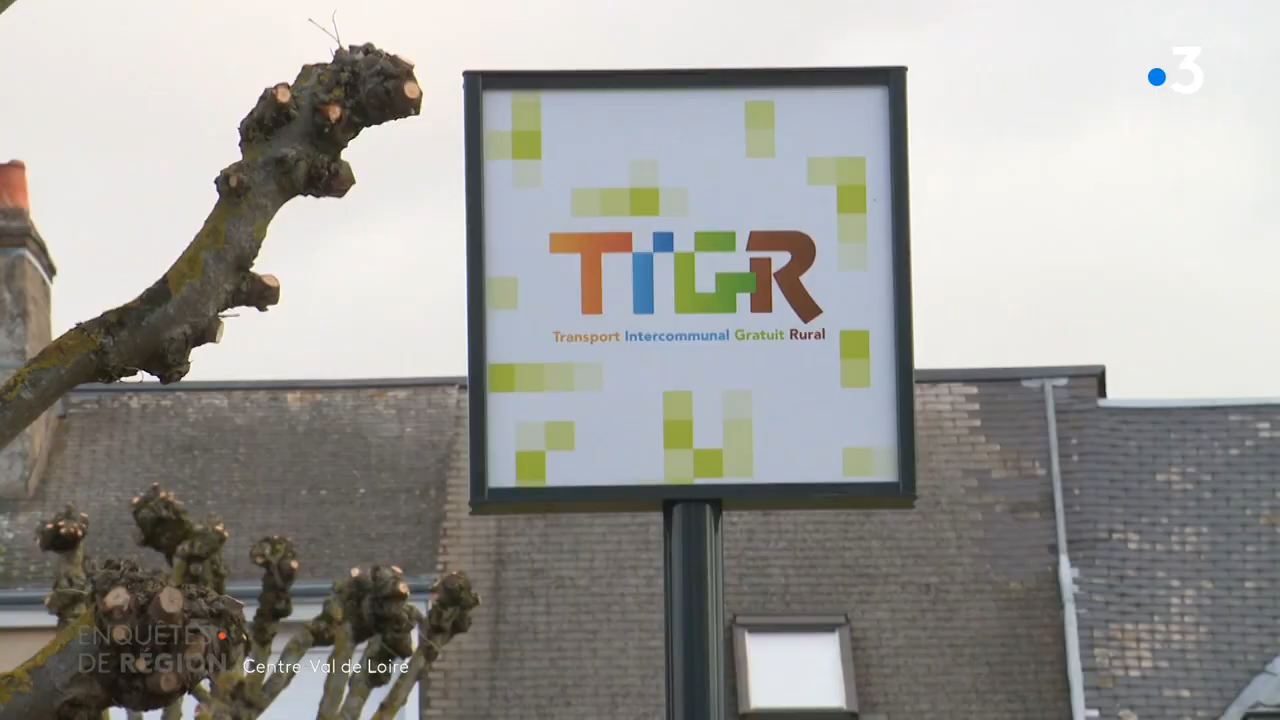 3
TIGR
Transport Intercommunal Gratuit Rural
ENQUÊTES
DE RÉGION Centre-Val de Loire